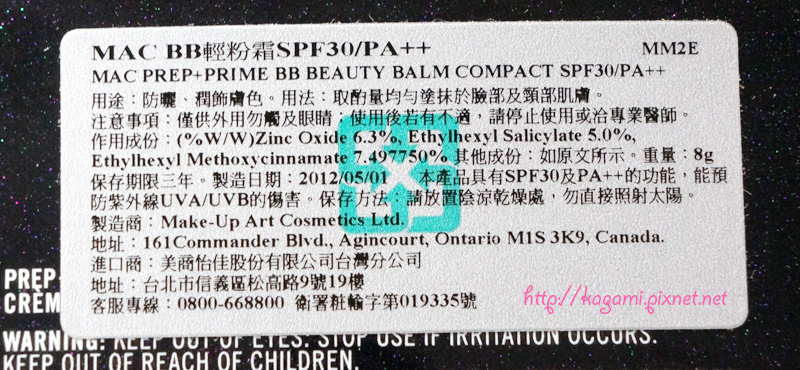 MAC BB輕粉霜SPF30/PA++ MM2E
MAC PREP+PRIME BB BEAUTY BALM COMPACT SPF30/PA++
用途：防曬、潤飾膚色。用法：取酌量均勻塗抹於臉部及頸部肌膚。
注意事項：僅供外用勿觸及眼睛；使用後若有不適，請停止使用或洽專業醫師。
作用成份：(%W/W)Zinc Oxide 6.3%, Ethylhexyl Salicylate 5.0%,
Ethylhexyl Methoxycinnamate 7.497750% 其他成份：如原文所示。重量：8g
保存期限三年。製造日期：2012/05/01 本產品具有SPF30及PA++的功能，能預
防紫外線UVA/UVB的傷害。保存方法：請放置陰涼乾燥處，勿直接照射太陽。
製造商：Make-Up Art Cosmetics Ltd.
地址：161Commander Blvd., Agincourt, Ontario M1S 3K9, Canada.
進口商：美商怡佳股份有限公司台灣分公司
地址：台北市信義區松高路9號19樓
客服專線：0800-668800 衛署粧輸字第019335號
http://kagami.pixnet.net
PREP+
CRÈM
WARNING: KEEP OUT OF EYES. STOP USE IF IRRITATION OCCURS.
KEEP OUT OF REACH OF CHILDREN.